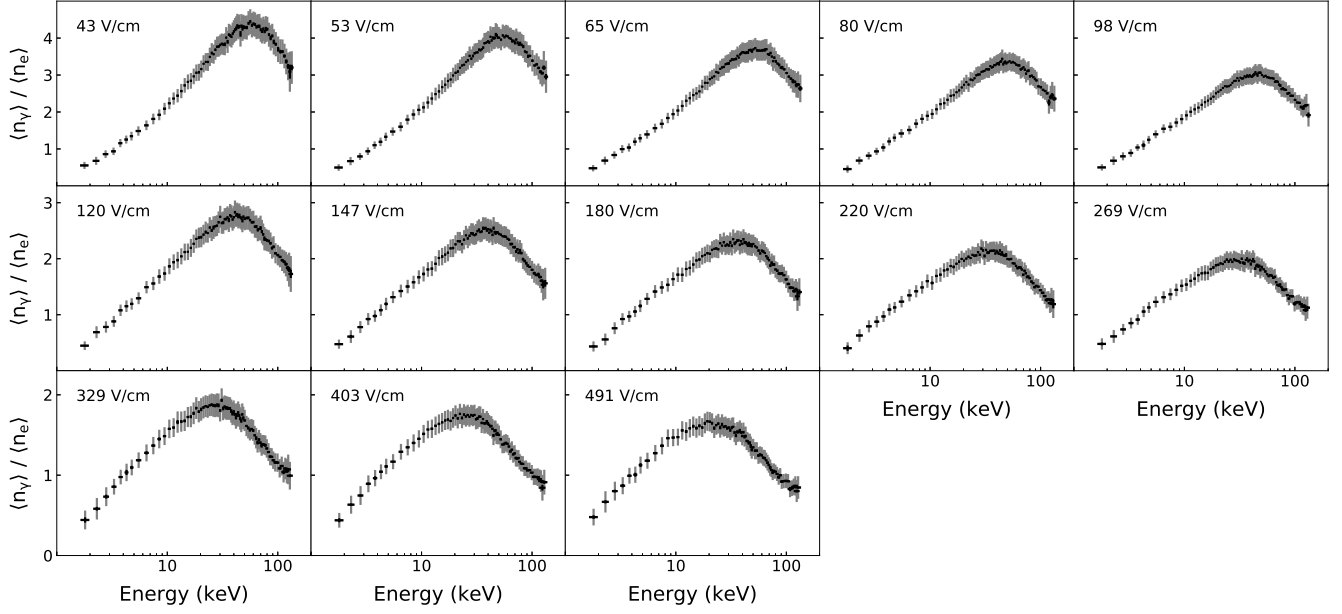 43 V/cm 53 V/cm 65 V/cm 80 V/cm 98 V/cm
4
3
2
1
⟨nγ⟩ / ⟨ne⟩
120 V/cm 147 V/cm 180 V/cm 220 V/cm 269 V/cm
3
2
1
⟨nγ⟩ / ⟨ne⟩
10 100 10 100
Energy (keV) Energy (keV)
329 V/cm 403 V/cm 491 V/cm
2
1
0
⟨nγ⟩ / ⟨ne⟩
10 100 10 100 10 100
Energy (keV) Energy (keV) Energy (keV)